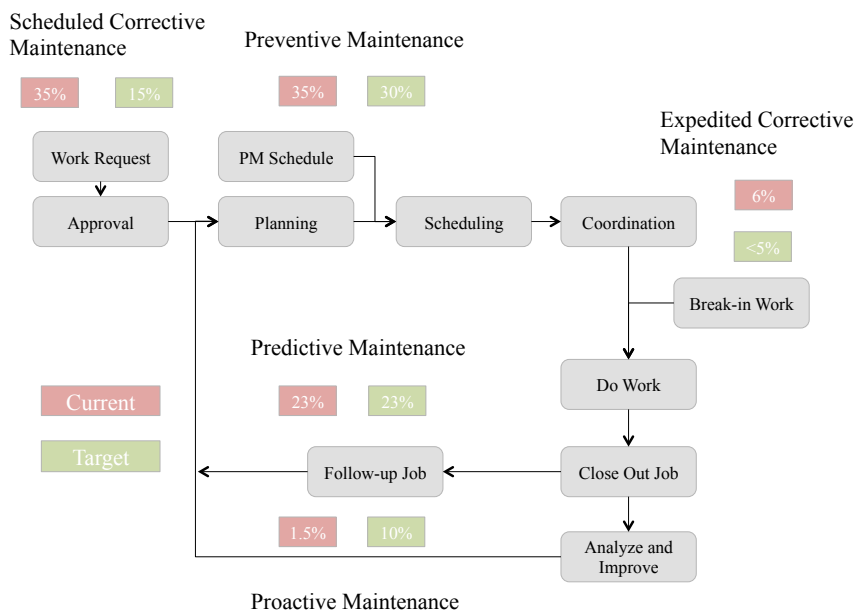 Scheduled Corrective
Maintenance
35%
15%
Preventive Maintenance
35%
30%
Expedited Corrective
Maintenance
6%
<5%
Work Request
PM Schedule
Approval
Planning
Scheduling
Coordination
Break-in Work
Predictive Maintenance
23%
23%
Do Work
Current
Target
Follow-up Job
Close Out Job
1.5%
10%
Analyze and
Improve
Proactive Maintenance